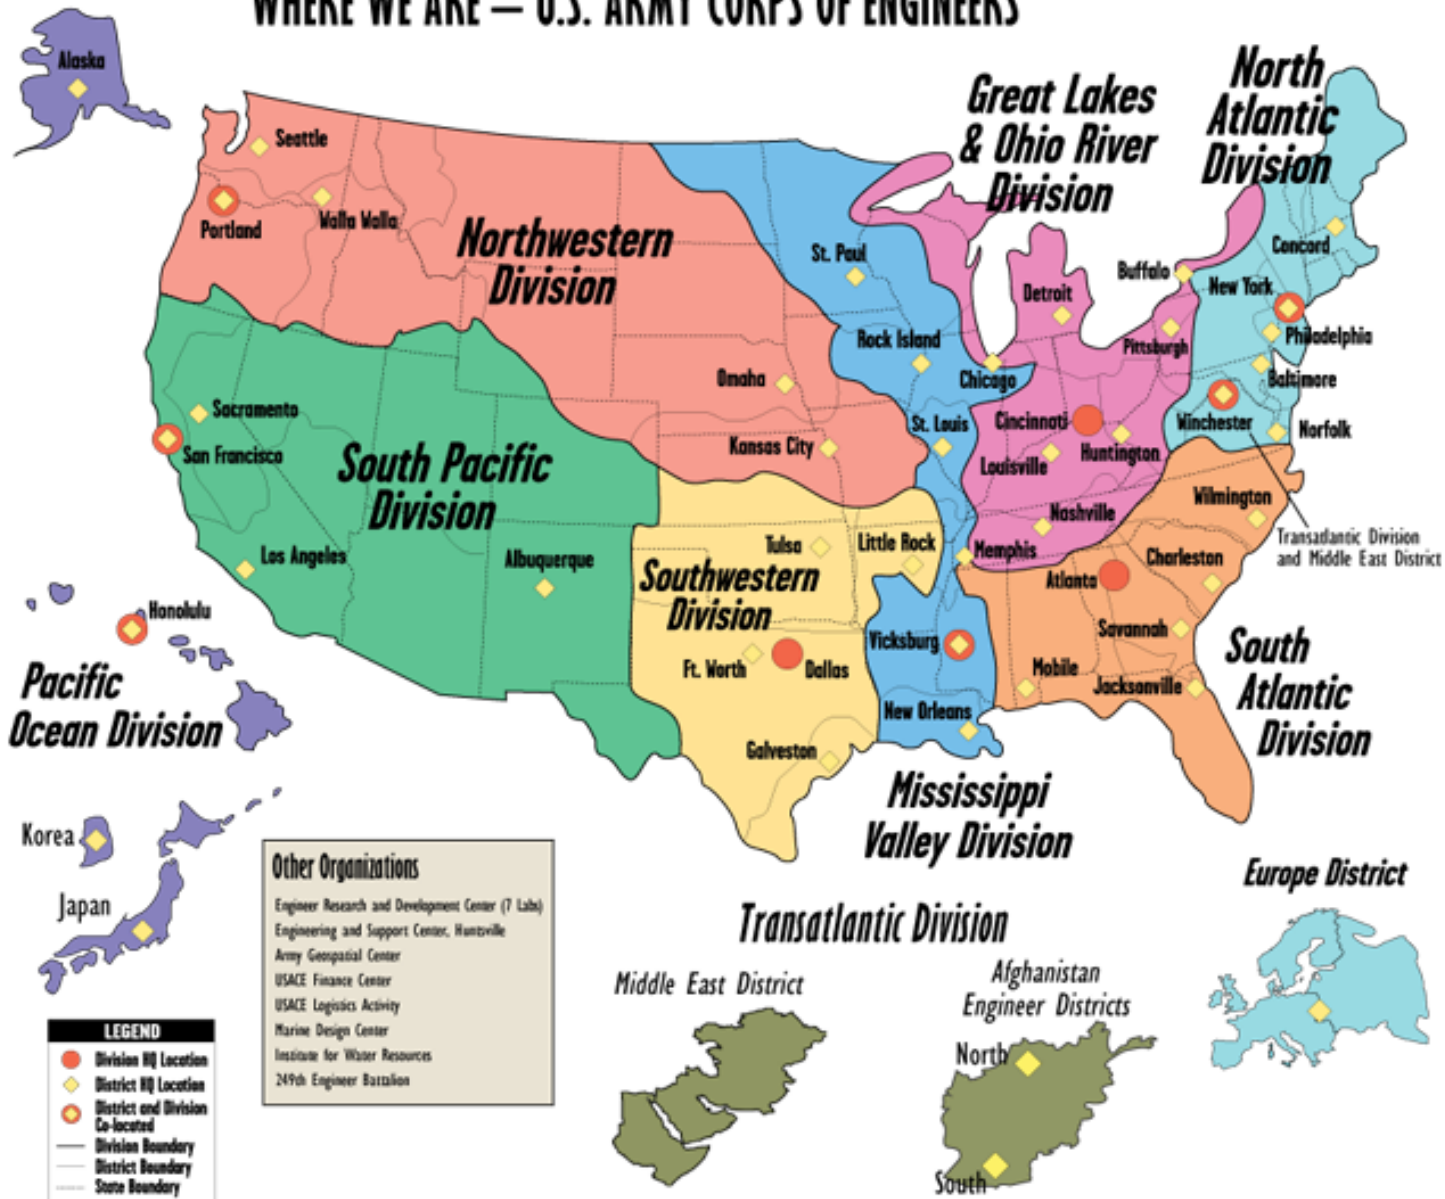 WHERE WE ARE — U.S. ARMY CORPS OF ENGINEERS
Alaska
Seattle
Portland
Walla Walla
Northwestern
Division
Great Lakes
& Ohio River
Division
North
Atlantic
Division
St. Paul
Rock Island
Detroit
Buffalo
Concord
New York
Philadelphia
Pittsburgh
Chicago
Baltimore
Omaha
Kansas City
St. Louis
Cincinnati
Louisville
Huntington
Winchester
Norfolk
Sacramento
San Francisco
South Pacific
Division
Los Angeles
Albuquerque
Tulsa
Little Rock
Southwestern
Division
Ft. Worth
Dallas
Galveston
Nashville
Memphis
Vicksburg
New Orleans
Wilmington
Transatlantic Division
and Middle East District
Charleston
Atlanta
Savannah
Mobile
Jacksonville
South
Atlantic
Division
Honolulu
Pacific
Ocean Division
Mississippi
Valley Division
Korea
Japan
Other Organizations
Engineer Research and Development Center (7 Labs)
Engineering and Support Center, Huntsville
Army Geospatial Center
USACE Finance Center
USACE Logistics Activity
Marine Design Center
Institute for Water Resources
249th Engineer Battalion
Transatlantic Division
Middle East District
Afghanistan
Engineer Districts
North
South
Europe District
LEGEND
Division HQ Location
District HQ Location
District and Division
Co-located
Division Boundary
District Boundary
State Boundary